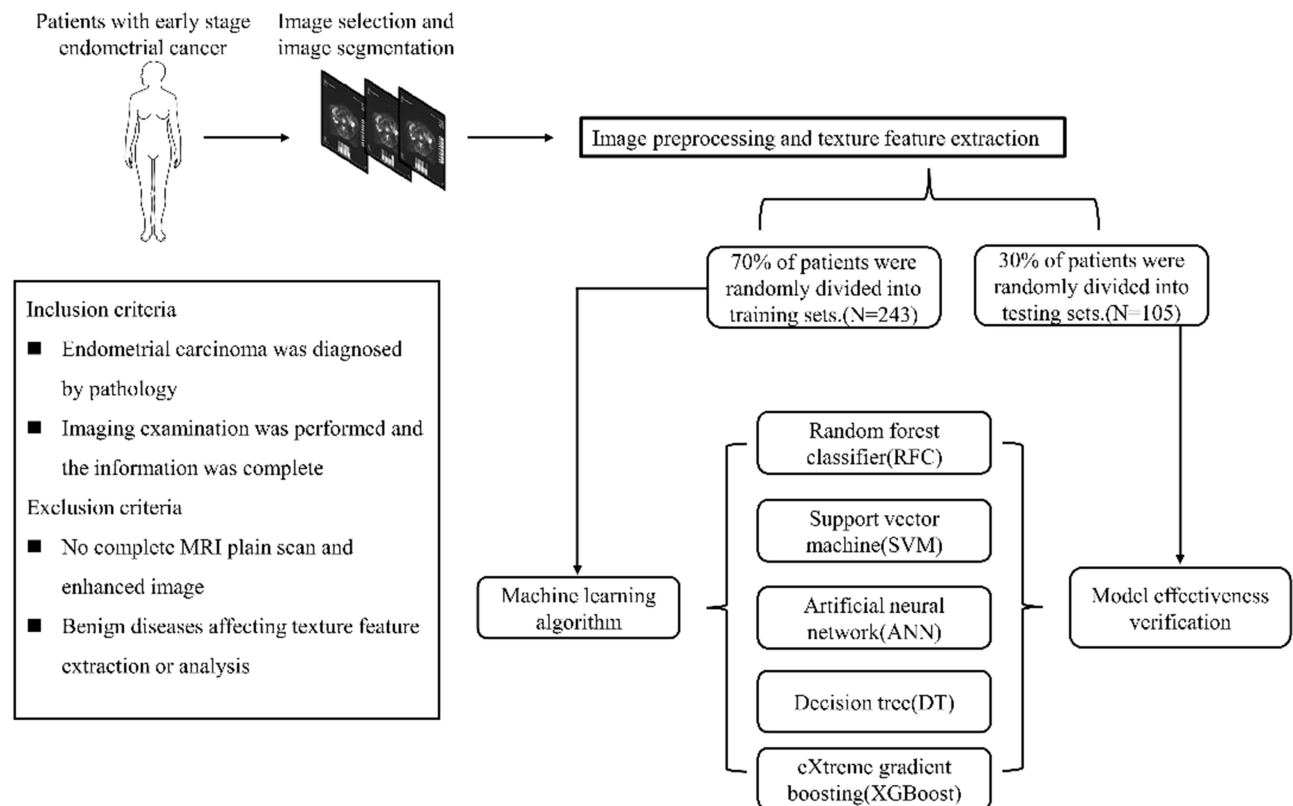 Patients with early stage
endometrial cancer
Image selection and
image segmentation
Image preprocessing and texture feature extraction
70% of patients were
randomly divided into
training sets.(N=243)
30% of patients were
randomly divided into
testing sets.(N=105)
Inclusion criteria
■ Endometrial carcinoma was diagnosed
by pathology
■ Imaging examination was performed and
the information was complete
Exclusion criteria
■ No complete MRI plain scan and
enhanced image
■ Benign diseases affecting texture feature
extraction or analysis
Machine learning
algorithm
Random forest
classifier(RFC)
Support vector
machine(SVM)
Artificial neural
network(ANN)
Decision tree(DT)
eXtreme gradient
boosting(XGBoost)
Model effectiveness
verification